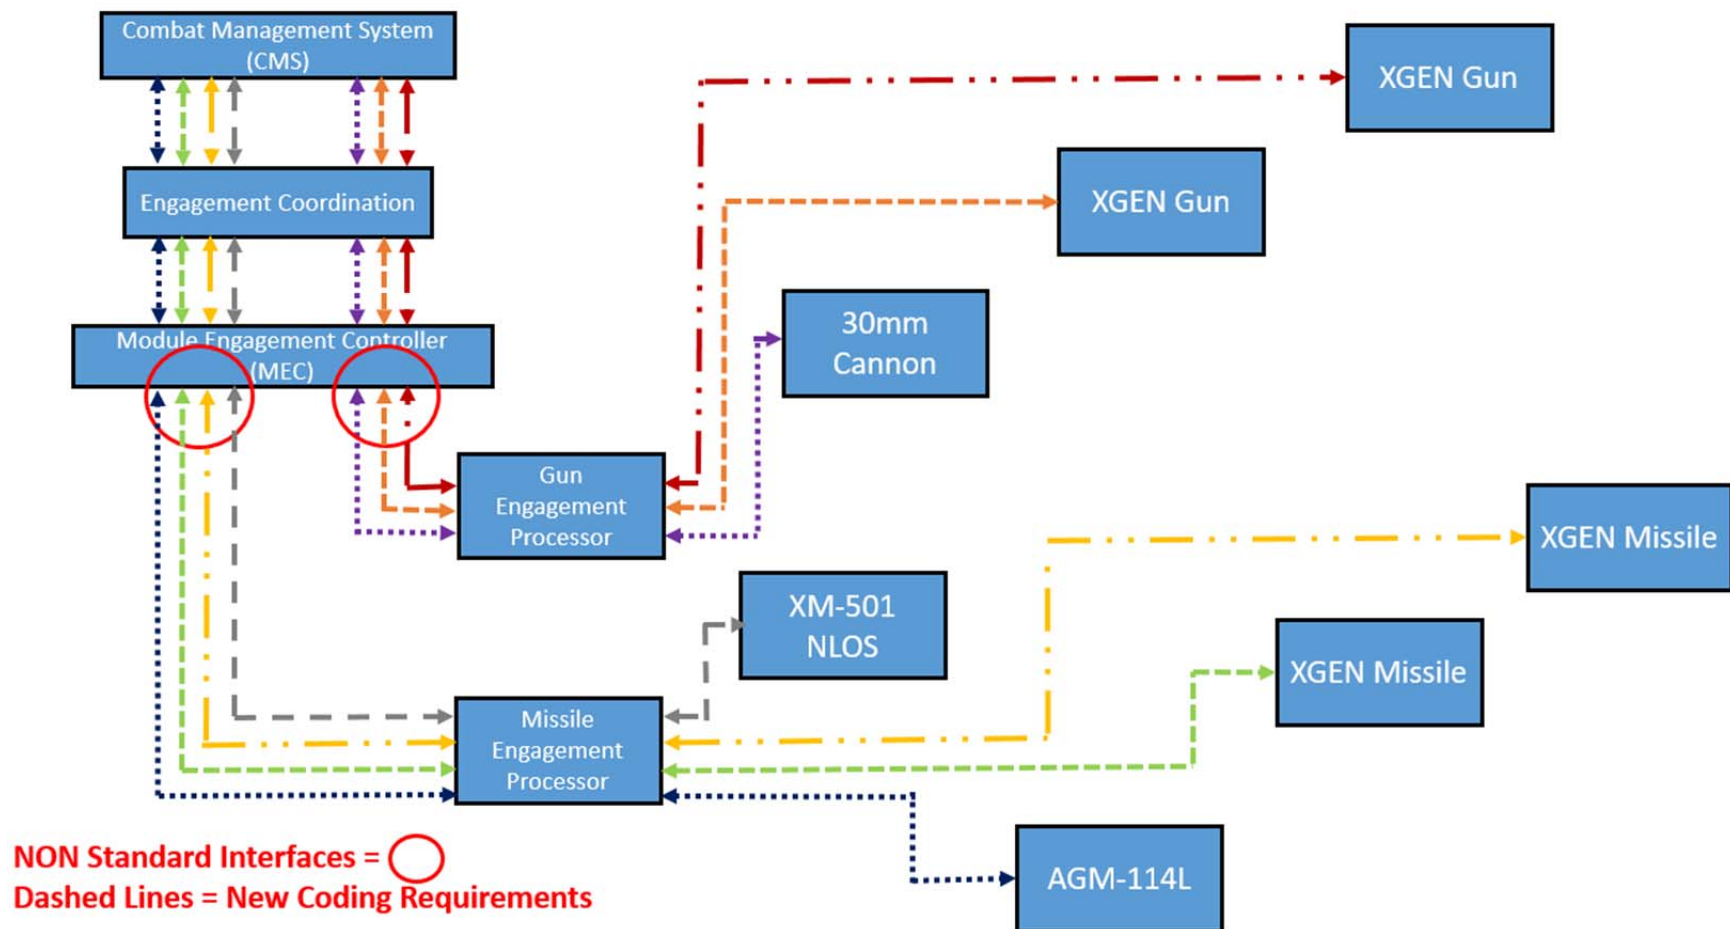 Combat Management System
(CMS)
XGEN Gun
Engagement Coordination
XGEN Gun
30mm
Cannon
Module Engagement Controller
(MEC)
Gun
Engagement
Processor
XGEN Missile
XM-501
NLOS
XGEN Missile
Missile
Engagement
Processor
AGM-114L
NON Standard Interfaces =
Dashed Lines = New Coding Requirements